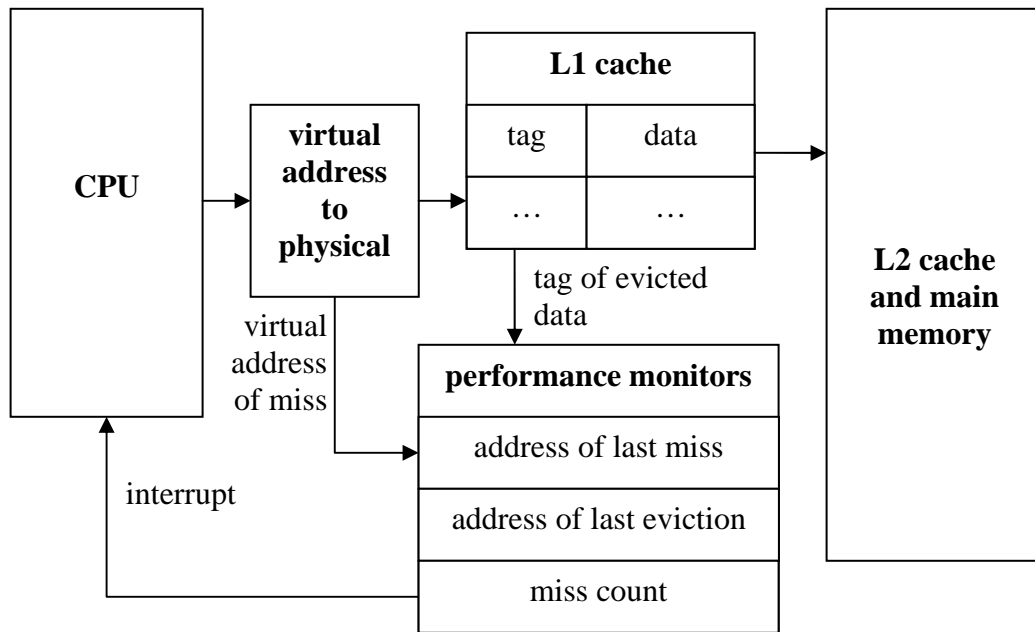 CPU
virtual
address
to
physical
L1 cache
tag data
… …
L2 cache
and main
memory
tag of evicted
data
virtual
address
of miss
performance monitors
address of last miss
address of last eviction
miss count
interrupt